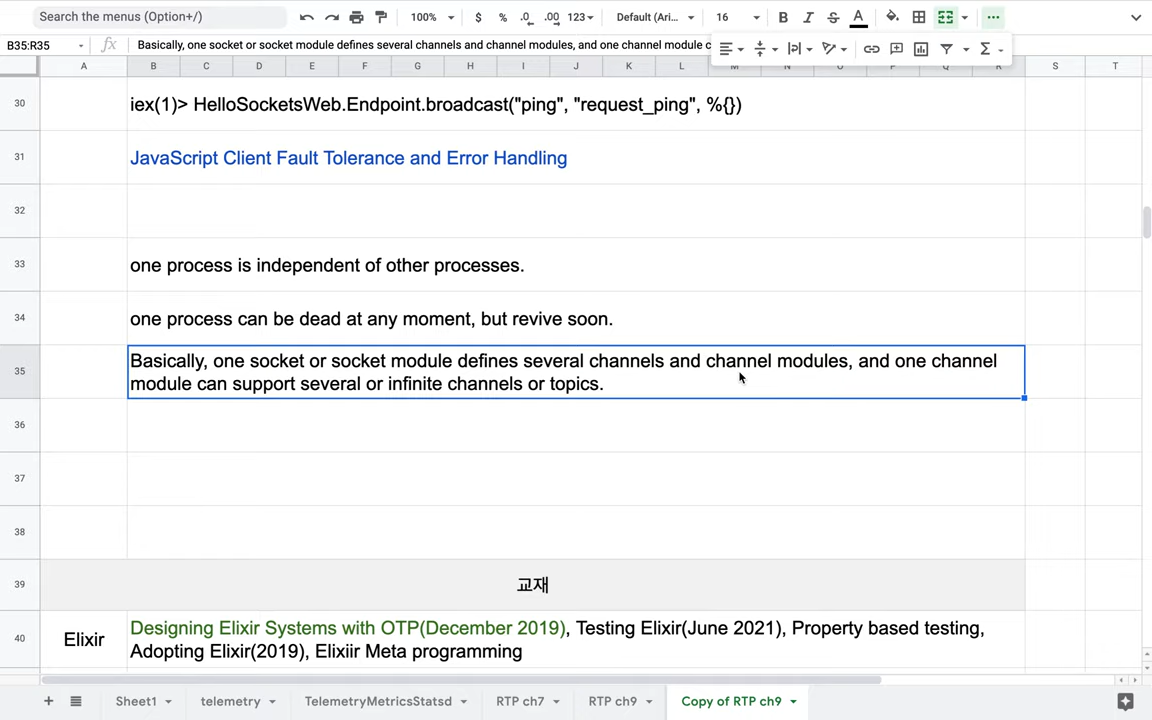 Search the menus (Option+/)
100%
$
%
.0
.00
123
Default (Ari...
16
B
I
S
A
B35:R35
fx
Basically, one socket or socket module defines several channels and channel modules, and one channel module c
A B C D E F G H I J K L M N O P Q R S T
30
iex(1)> HelloSocketsWeb.Endpoint.broadcast("ping", "request_ping", %{})
31
JavaScript Client Fault Tolerance and Error Handling
32
33
one process is independent of other processes.
34
one process can be dead at any moment, but revive soon.
35
Basically, one socket or socket module defines several channels and channel modules, and one channel
module can support several or infinite channels or topics.
36
37
38
39
교재
40
Elixir
Designing Elixir Systems with OTP(December 2019), Testing Elixir(June 2021), Property based testing,
Adopting Elixir(2019), Elixiir Meta programming
Sheet1
telemetry
TelemetryMetricsStatsd
RTP ch7
RTP ch9
Copy of RTP ch9